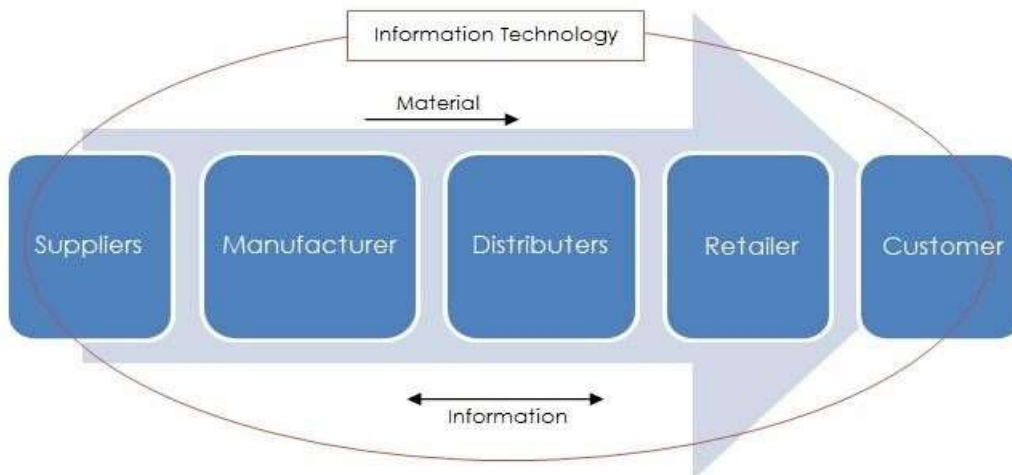 Information Technology
Material
Suppliers
Manufacturer
Distributers
Retailer
Customer
Information